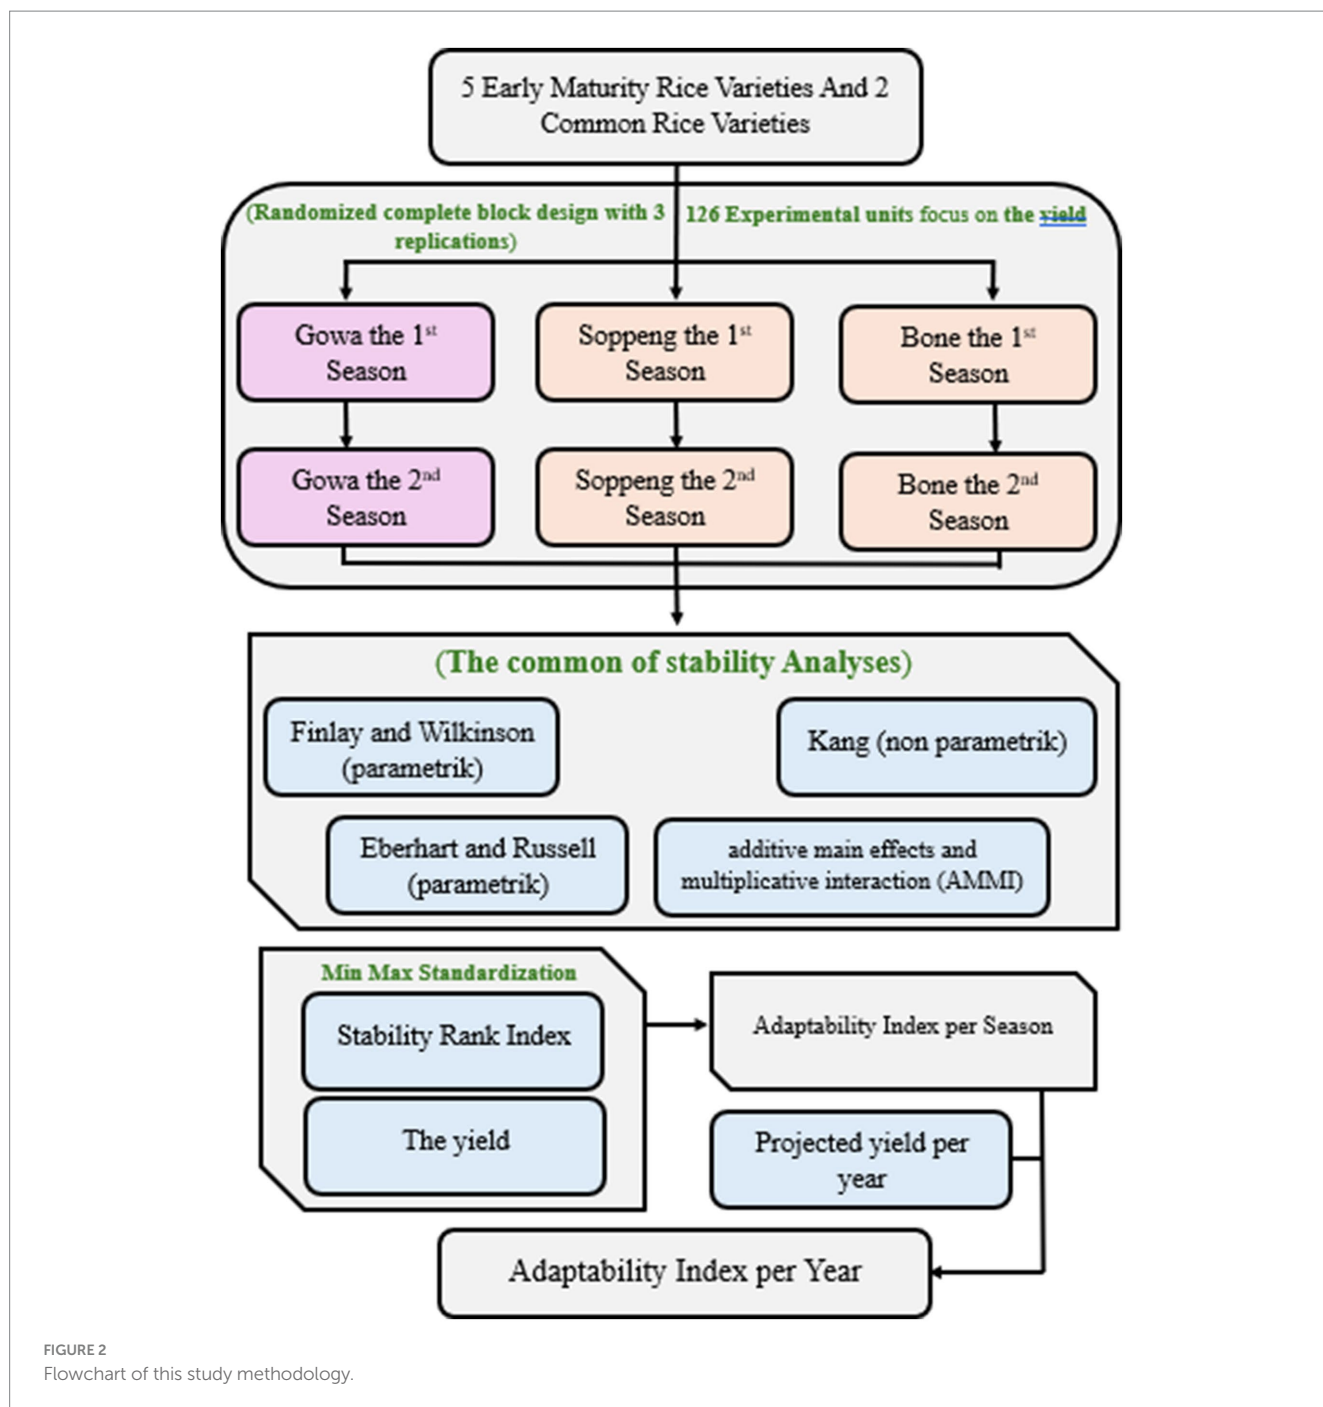 5 Early Maturity Rice Varieties And 2
Common Rice Varieties
(Randomized complete block design with 3
replications)
126 Experimental units focus on the yield
Gowa the 1st
Season
Soppeng the 1st
Season
Bone the 1st
Season
Gowa the 2nd
Season
Soppeng the 2nd
Season
Bone the 2nd
Season
(The common of stability Analyses)
Finlay and Wilkinson
(parametrik)
Kang (non parametrik)
Eberhart and Russell
(parametrik)
additive main effects and
multiplicative interaction (AMMI)
Min Max Standardization
Stability Rank Index
The yield
Adaptability Index per Season
Projected yield per
year
Adaptability Index per Year
FIGURE 2
Flowchart of this study methodology.